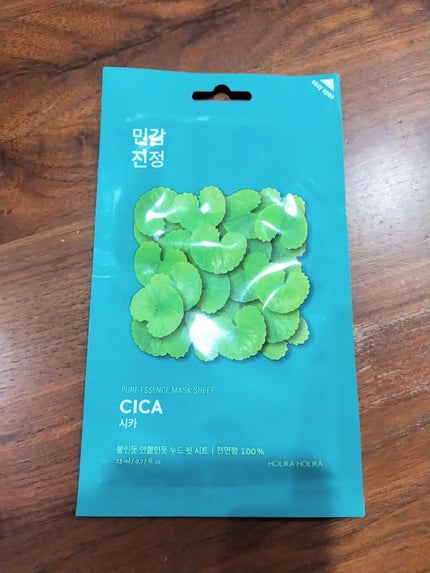 easy open
민감
진정
PURE ESSENCE MASK SHEET
CICA
시카
붙인듯 안붙인듯 누드 핏 시트 | 천연향 100%
23 ml / 0.77 fl. oz.
HOLIKA HOLIKA